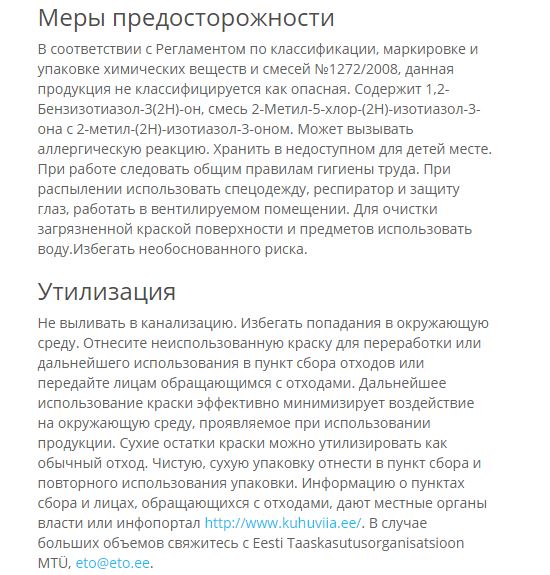 Меры предосторожности
В соответствии с Регламентом по классификации, маркировке и
упаковке химических веществ и смесей №1272/2008, данная
продукция не классифицируется как опасная. Содержит 1,2-
Бензизотиазол-3(2H)-он, смесь 2-Метил-5-хлор-(2H)-изотиазол-3-
она с 2-метил-(2H)-изотиазол-3-оном. Может вызывать
аллергическую реакцию. Хранить в недоступном для детей месте.
При работе следовать общим правилам гигиены труда. При
распылении использовать спецодежду, респиратор и защиту
глаз, работать в вентилируемом помещении. Для очистки
загрязненной краской поверхности и предметов использовать
воду.Избегать необоснованного риска.
Утилизация
Не выливать в канализацию. Избегать попадания в окружающую
среду. Отнесите неиспользованную краску для переработки или
дальнейшего использования в пункт сбора отходов или
передайте лицам обращающимся с отходами. Дальнейшее
использование краски эффективно минимизирует воздействие
на окружающую среду, проявляемое при использовании
продукции. Сухие остатки краски можно утилизировать как
обычный отход. Чистую, сухую упаковку отнести в пункт сбора и
повторного использования упаковки. Информацию о пунктах
сбора и лицах, обращающихся с отходами, дают местные органы
власти или инфопортал http://www.kuhuviia.ee/. В случае
больших объемов свяжитесь с Eesti Taaskasutusorganisatsioon
MTÜ, eto@eto.ee.